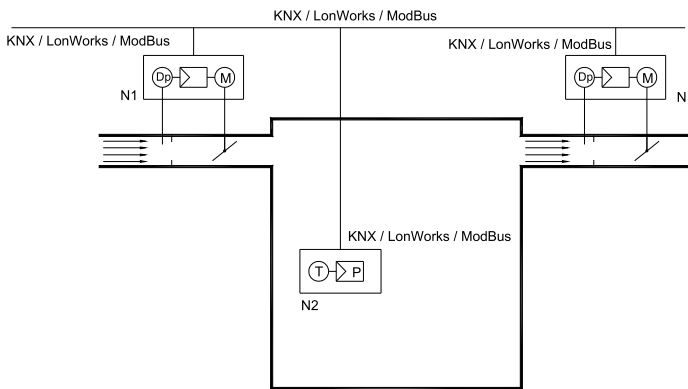 KNX / LonWorks / ModBus
KNX / LonWorks / ModBus
KNX / LonWorks / ModBus
Dp
M
Dp
M
N1
N
KNX / LonWorks / ModBus
T
P
N2